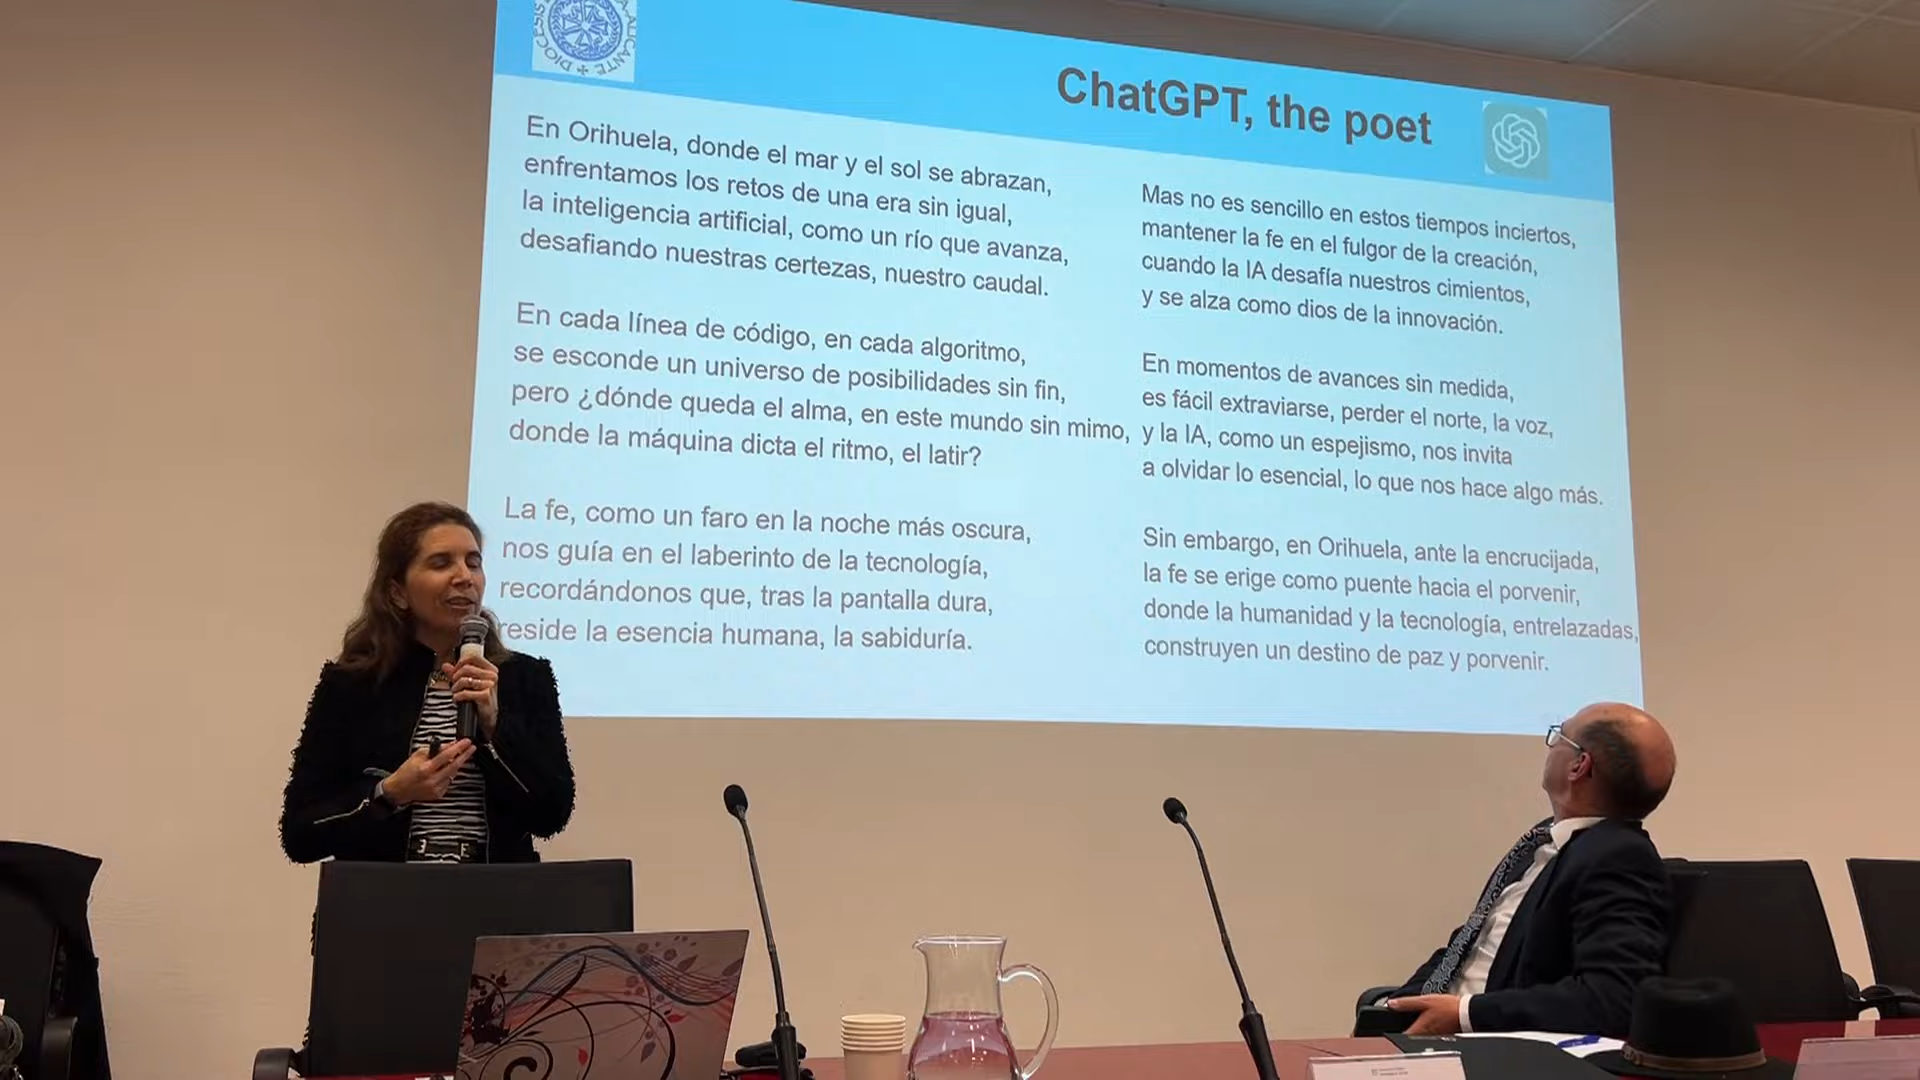 DIOCESIS
ALICANTE
ChatGPT, the poet
En Orihuela, donde el mar y el sol se abrazan,
enfrentamos los retos de una era sin igual,
la inteligencia artificial, como un río que avanza,
desafiando nuestras certezas, nuestro caudal.
En cada línea de código, en cada algoritmo,
se esconde un universo de posibilidades sin fin,
pero ¿dónde queda el alma, en este mundo sin mimo,
donde la máquina dicta el ritmo, el latir?
La fe, como un faro en la noche más oscura,
nos guía en el laberinto de la tecnología,
recordándonos que, tras la pantalla dura,
reside la esencia humana, la sabiduría.
Mas no es sencillo en estos tiempos inciertos,
mantener la fe en el fulgor de la creación,
cuando la IA desafía nuestros cimientos,
y se alza como dios de la innovación.
En momentos de avances sin medida,
es fácil extraviarse, perder el norte, la voz,
y la IA, como un espejismo, nos invita
a olvidar lo esencial, lo que nos hace algo más.
Sin embargo, en Orihuela, ante la encrucijada,
la fe se erige como puente hacia el porvenir,
donde la humanidad y la tecnología, entrelazadas,
construyen un destino de paz y porvenir.